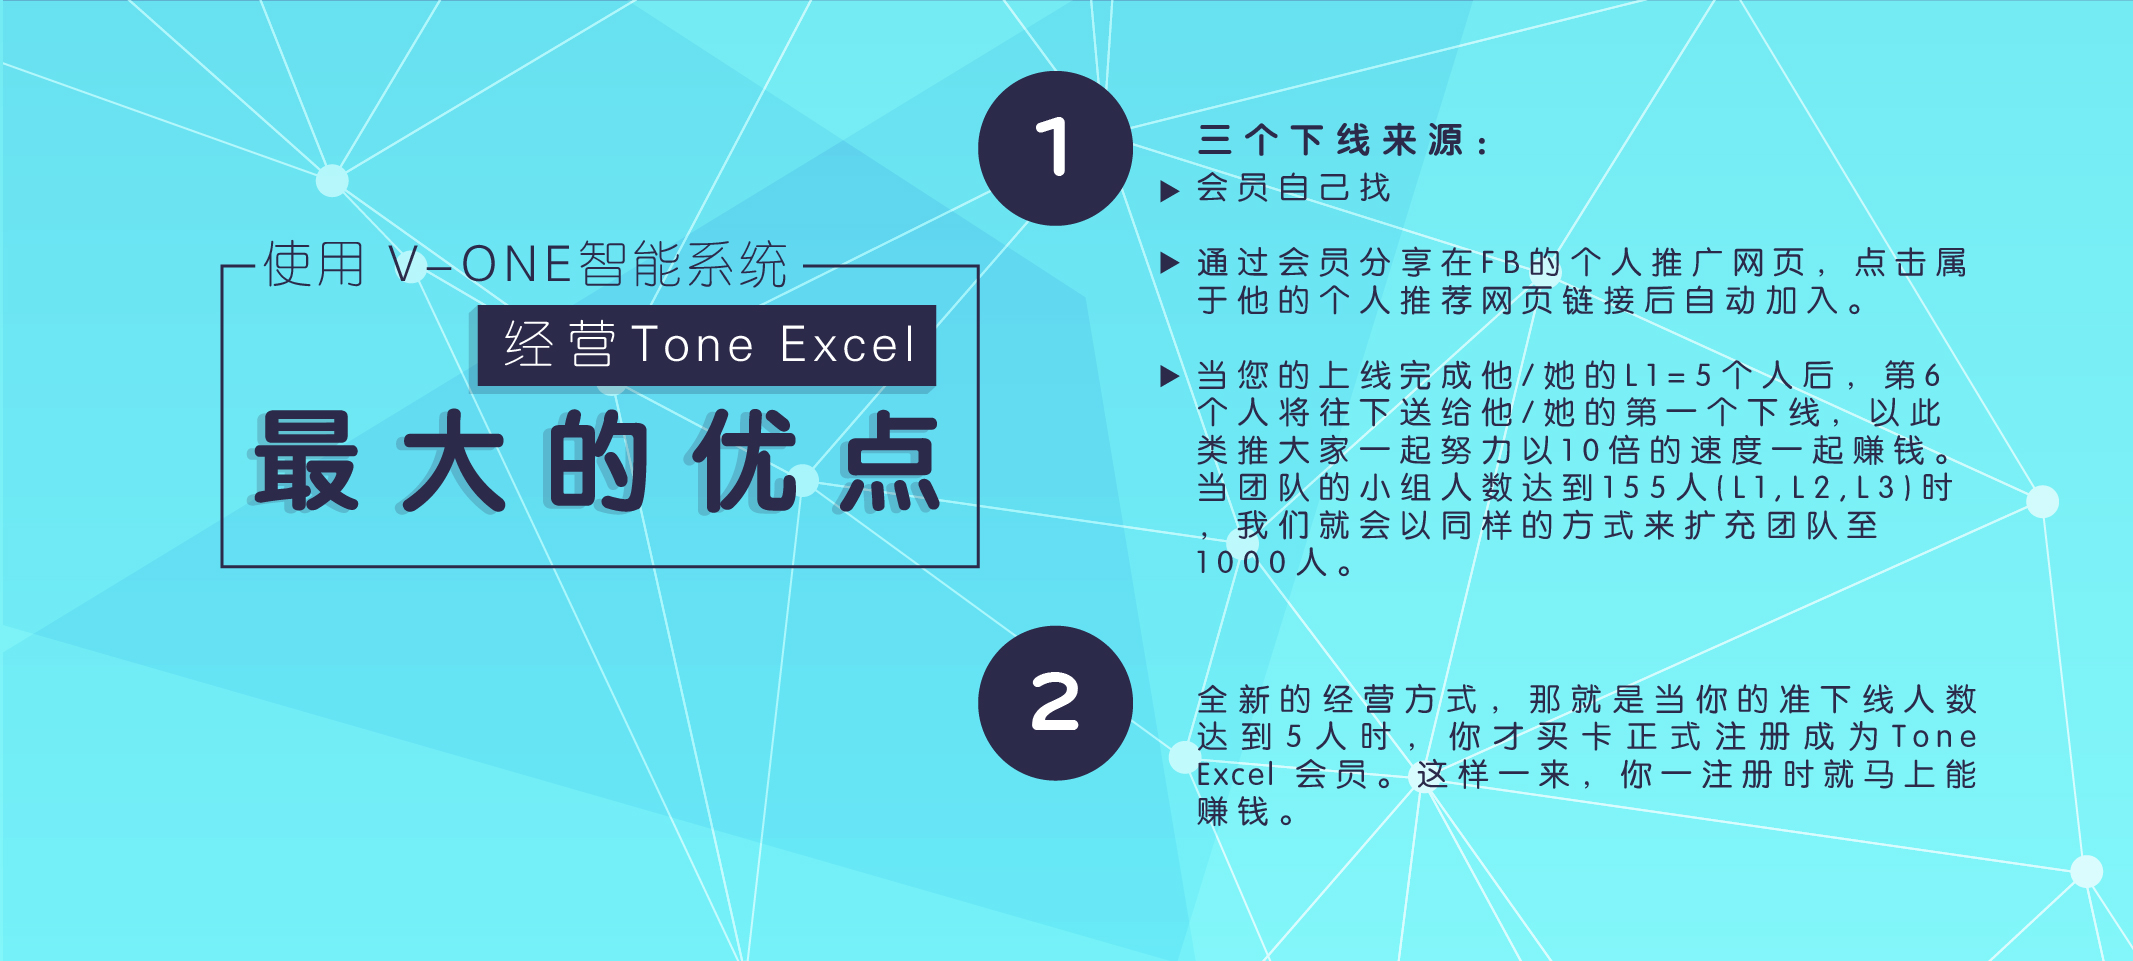 使用 V-ONE智能系统
经营Tone Excel
最大的优点
1
三个下线来源:
▶ 会员自己找
▶ 通过会员分享在FB的个人推广网页, 点击属
于他的个人推荐网页链接后自动加入。
▶ 当您的上线完成他/她的L1=5个人后, 第6
个人将往下送给他/她的第一个下线, 以此
类推大家一起努力以10倍的速度一起赚钱。
当团队的小组人数达到155人(L1,L2,L3)时
, 我们就会以同样的方式来扩充团队至
1000人。
2
全新的经营方式, 那就是当你的准下线人数
达到5人时, 你才买卡正式注册成为Tone
Excel 会员。这样一来, 你一注册时就马上能
赚钱。